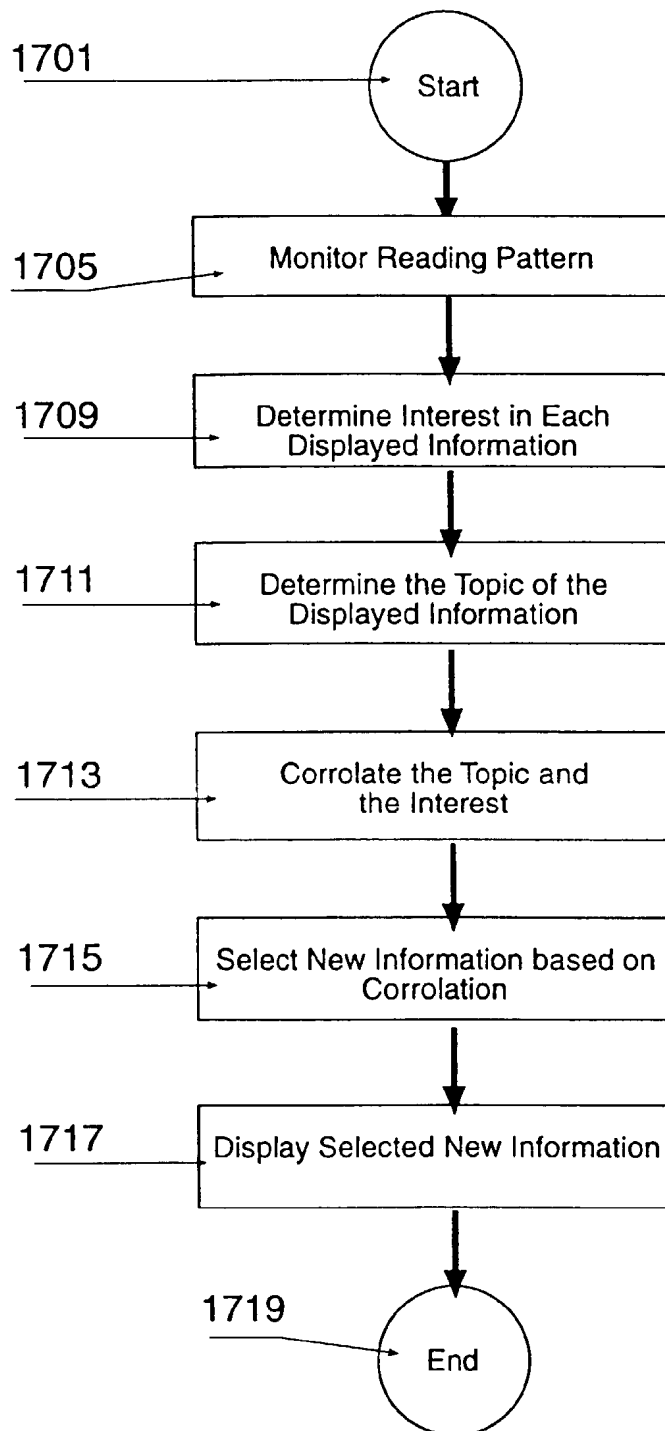 1701
Start
1705
Monitor Reading Pattern
1709
Determine Interest in Each
Displayed Information
1711
Determine the Topic of the
Displayed Information
1713
Corrolate the Topic and
the Interest
1715
Select New Information based on
Corrolation
1717
Display Selected New Information
1719
End